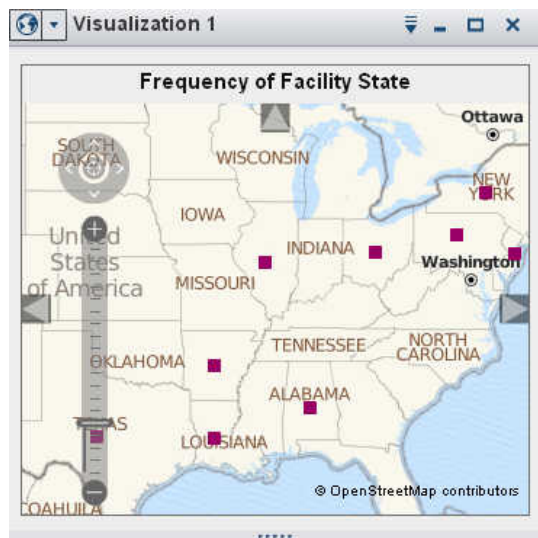 Visualization 1
Frequency of Facility State
Ottawa
SOUTH
DAKOTA
WISCONSIN
NEW
YORK
IOWA
United
States
of America
INDIANA
Washington
MISSOURI
OKLAHOMA
TENNESSEE
NORTH
CAROLINA
ALABAMA
TEXAS
LOUISIANA
© OpenStreetMap contributors
COAHUILA